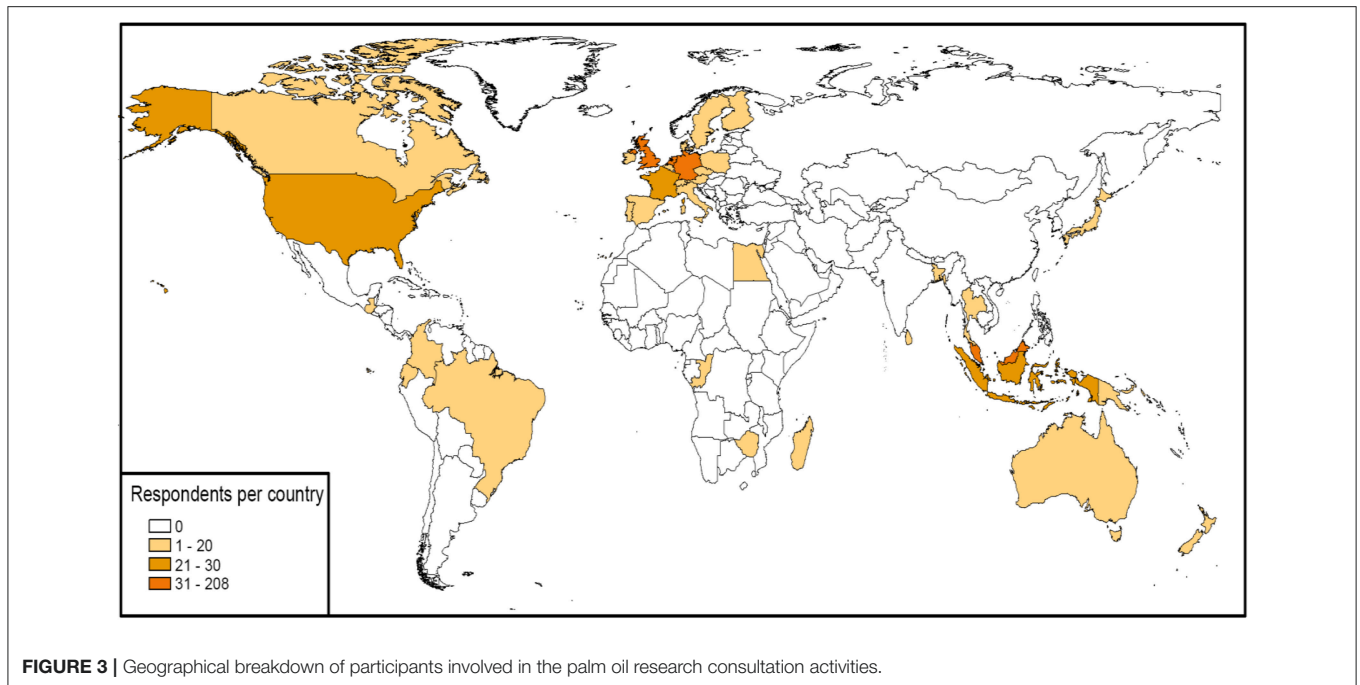 Respondents per country
0
1 - 20
21 - 30
31 - 208
FIGURE 3 | Geographical breakdown of participants involved in the palm oil research consultation activities.